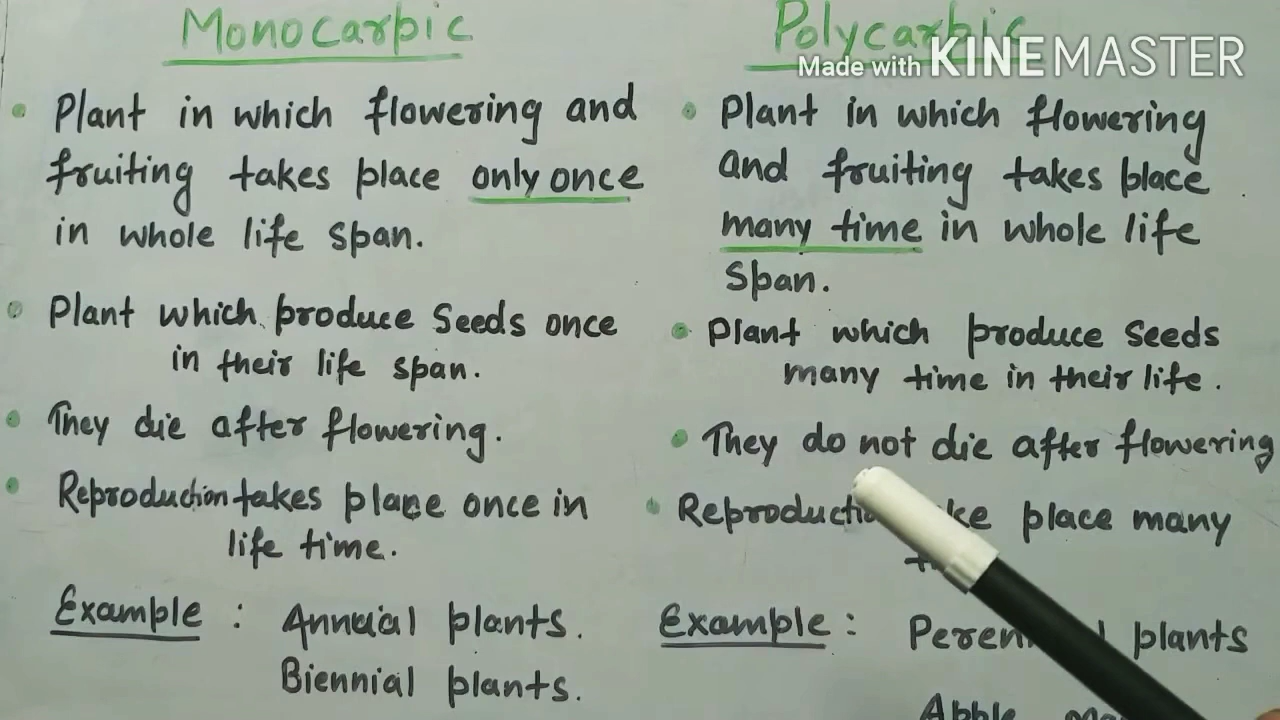 Monocarpic
Plant in which flowering and
fruiting takes place only once
in whole life span.
Plant which produce Seeds once
in their life span.
They die after flowering.
Reproduction takes place once in
life time.
Example : Annual plants.
Biennial plants.
Polycarpic
Made with KINEMASTER
Plant in which flowering
and fruiting takes place
many time in whole life
Span.
Plant which produce seeds
many time in their life.
They do not die after flowering
place many
Example : plants
Apple